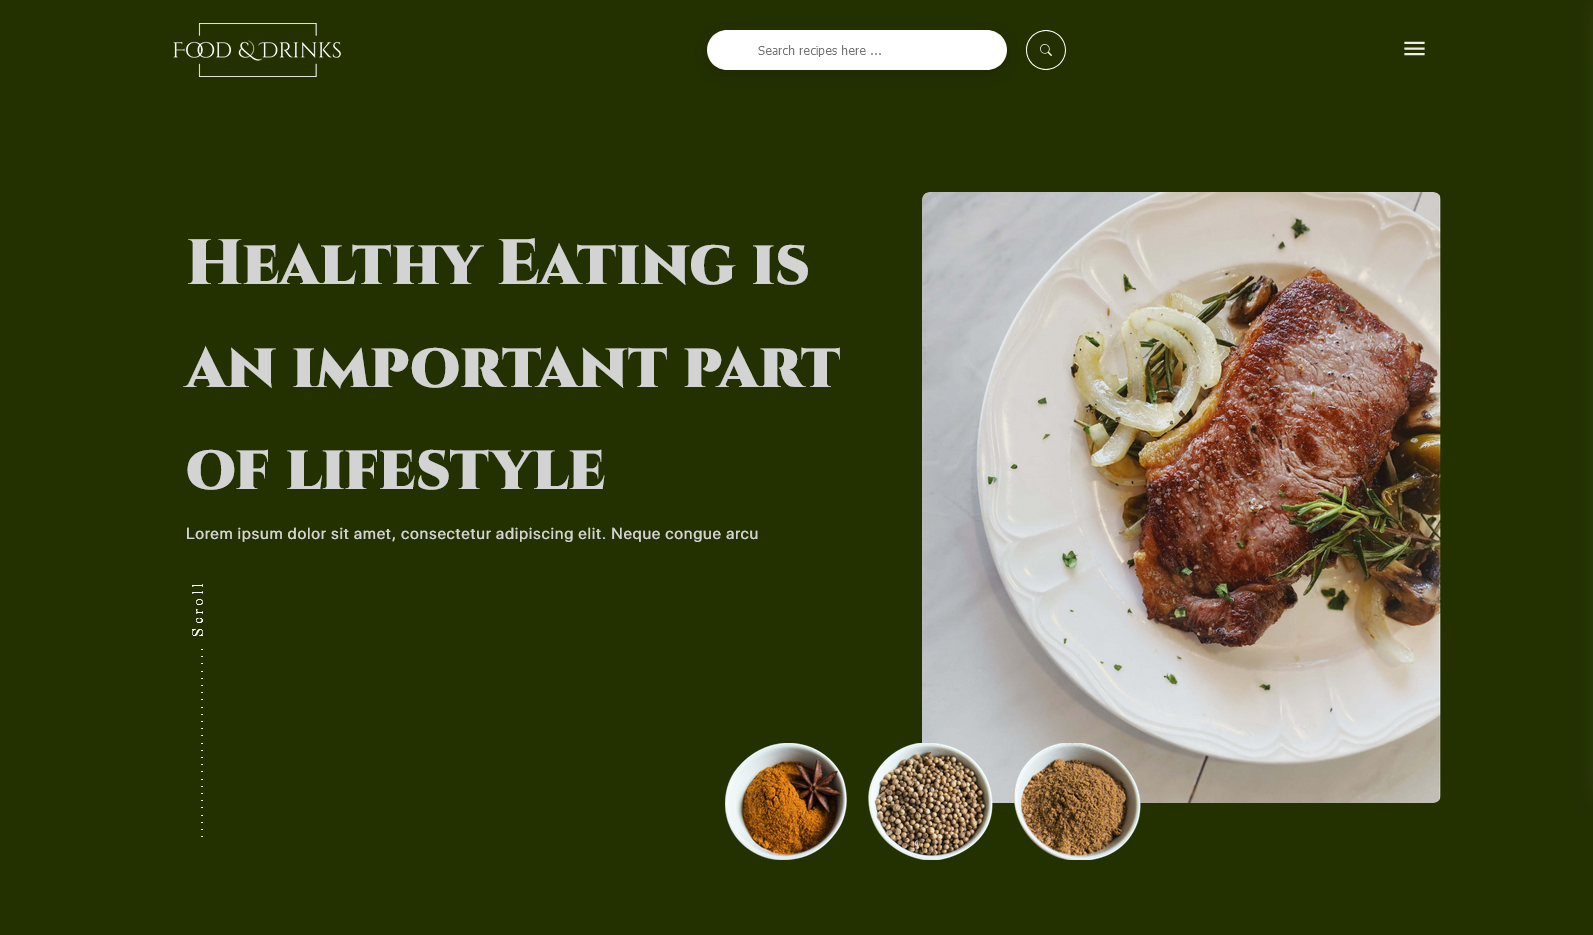 FOOD & DRINKS
Search recipes here ...
Healthy Eating is
an important part
of lifestyle
Lorem ipsum dolor sit amet, consectetur adipiscing elit. Neque congue arcu
Scroll